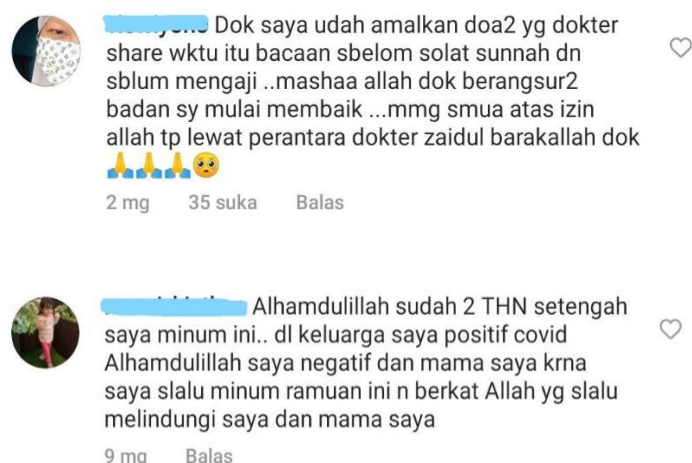 Dok saya udah amalkan doa2 yg dokter
share wktu itu bacaan sbelom solat sunnah dn
sblum mengaji ..mashaa allah dok berangsur2
badan sy mulai membaik ...mmg smua atas izin
allah tp lewat perantara dokter zaidul barakallah dok
🙏🙏🙏🥺
2 mg 35 suka Balas
Alhamdulillah sudah 2 THN setengah
saya minum ini.. dl keluarga saya positif covid
Alhamdulillah saya negatif dan mama saya krna
saya slalu minum ramuan ini n berkat Allah yg slalu
melindungi saya dan mama saya
9 mg Balas